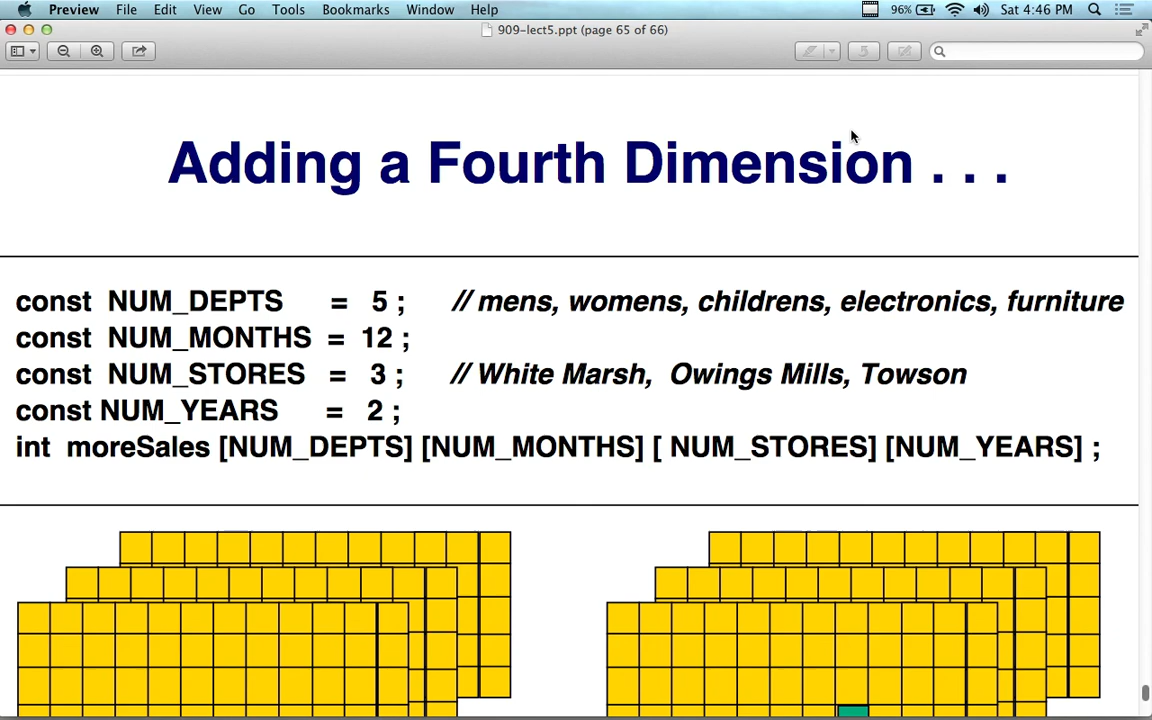 Preview File Edit View Go Tools Bookmarks Window Help 96% Sat 4:46 PM
909-lect5.ppt (page 65 of 66)
Adding a Fourth Dimension . . .
const NUM_DEPTS = 5 ; // mens, womens, childrens, electronics, furniture
const NUM_MONTHS = 12 ;
const NUM_STORES = 3 ; // White Marsh, Owings Mills, Towson
const NUM_YEARS = 2 ;
int moreSales [NUM_DEPTS] [NUM_MONTHS] [ NUM_STORES] [NUM_YEARS] ;